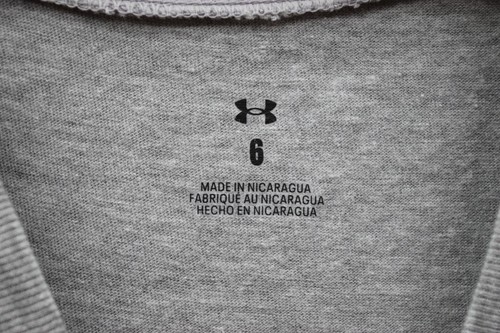 6
MADE IN NICARAGUA
FABRIQUÉ AU NICARAGUA
HECHO EN NICARAGUA